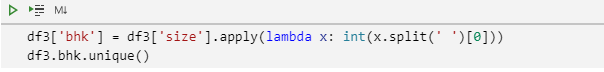 M↓
df3['bhk'] = df3['size'].apply(lambda x: int(x.split(' ')[0]))
df3.bhk.unique()